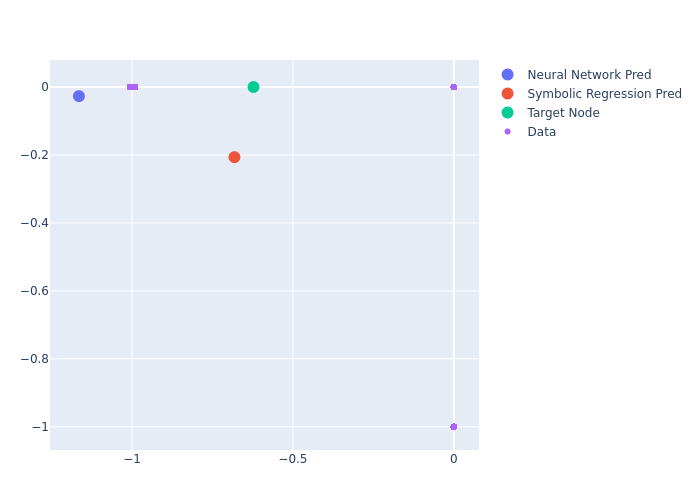 Neural Network Pred
Symbolic Regression Pred
Target Node
Data
0
−0.2
−0.4
−0.6
−0.8
−1
−1
−0.5
0